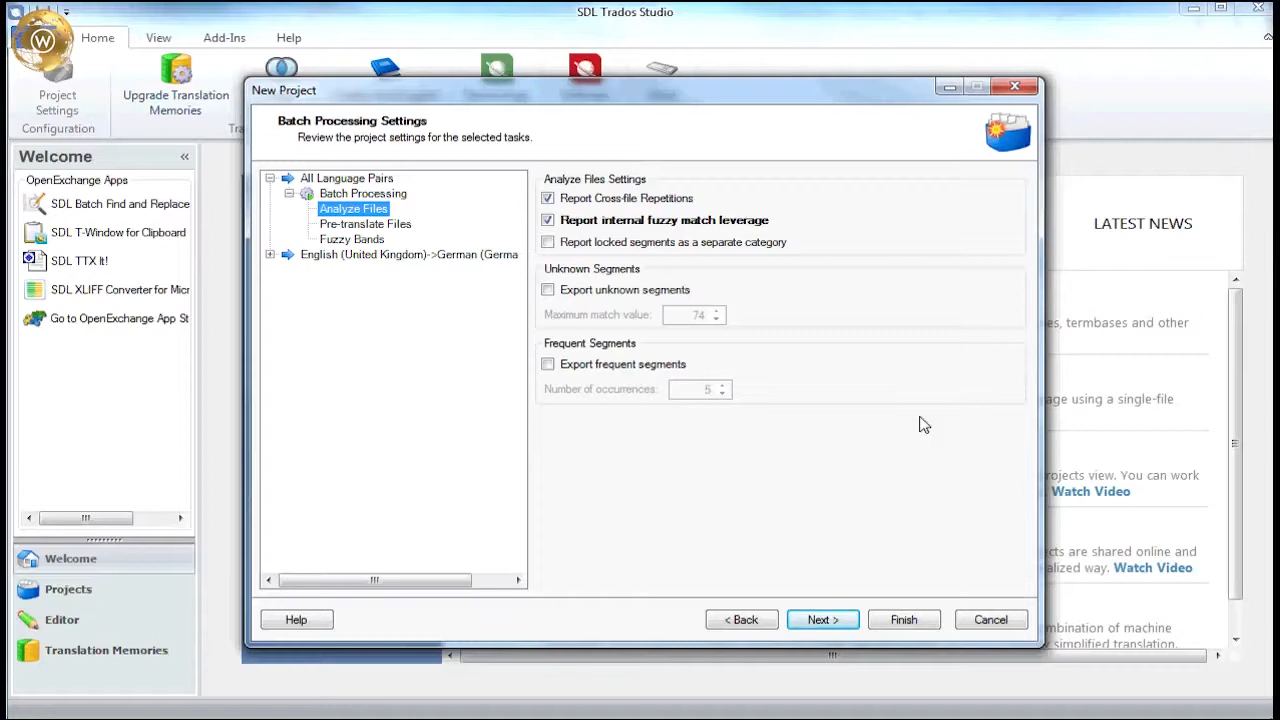 SDL Trados Studio
W
Home
View
Add-Ins
Help
Project
Settings
Configuration
Upgrade Translation
Memories
Tra
Welcome
«
OpenExchange Apps
SDL Batch Find and Replace
SDL T-Window for Clipboard
SDL TTX It!
SDL XLIFF Converter for Micr
Go to OpenExchange App St
Welcome
Projects
Editor
Translation Memories
New Project
Batch Processing Settings
Review the project settings for the selected tasks.
All Language Pairs
Batch Processing
Analyze Files
Pre-translate Files
Fuzzy Bands
English (United Kingdom)->German (Germa
Analyze Files Settings
Report Cross-file Repetitions
Report internal fuzzy match leverage
Report locked segments as a separate category
Unknown Segments
Export unknown segments
Maximum match value: 74
Frequent Segments
Export frequent segments
Number of occurrences: 5
Help
< Back
Next >
Finish
Cancel
LATEST NEWS
es, termbases and other
age using a single-file
rojects view. You can work
Watch Video
cts are shared online and
alized way. Watch Video
ombination of machine
y simplified translation.